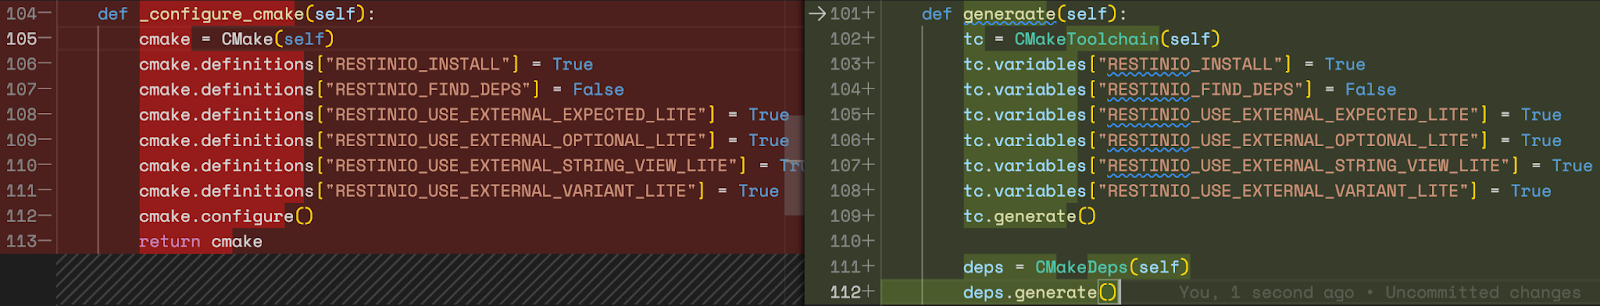 104— def _configure_cmake(self):
105— cmake = CMake(self)
106— cmake.definitions["RESTINIO_INSTALL"] = True
107— cmake.definitions["RESTINIO_FIND_DEPS"] = False
108— cmake.definitions["RESTINIO_USE_EXTERNAL_EXPECTED_LITE"] = True
109— cmake.definitions["RESTINIO_USE_EXTERNAL_OPTIONAL_LITE"] = True
110— cmake.definitions["RESTINIO_USE_EXTERNAL_STRING_VIEW_LITE"] = Tru
111— cmake.definitions["RESTINIO_USE_EXTERNAL_VARIANT_LITE"] = True
112— cmake.configure()
113— return cmake
→101+ def generaate(self):
102+ tc = CMakeToolchain(self)
103+ tc.variables["RESTINIO_INSTALL"] = True
104+ tc.variables["RESTINIO_FIND_DEPS"] = False
105+ tc.variables["RESTINIO_USE_EXTERNAL_EXPECTED_LITE"] = True
106+ tc.variables["RESTINIO_USE_EXTERNAL_OPTIONAL_LITE"] = True
107+ tc.variables["RESTINIO_USE_EXTERNAL_STRING_VIEW_LITE"] = True
108+ tc.variables["RESTINIO_USE_EXTERNAL_VARIANT_LITE"] = True
109+ tc.generate()
110+
111+ deps = CMakeDeps(self)
112+ deps.generate() You, 1 second ago • Uncommitted changes